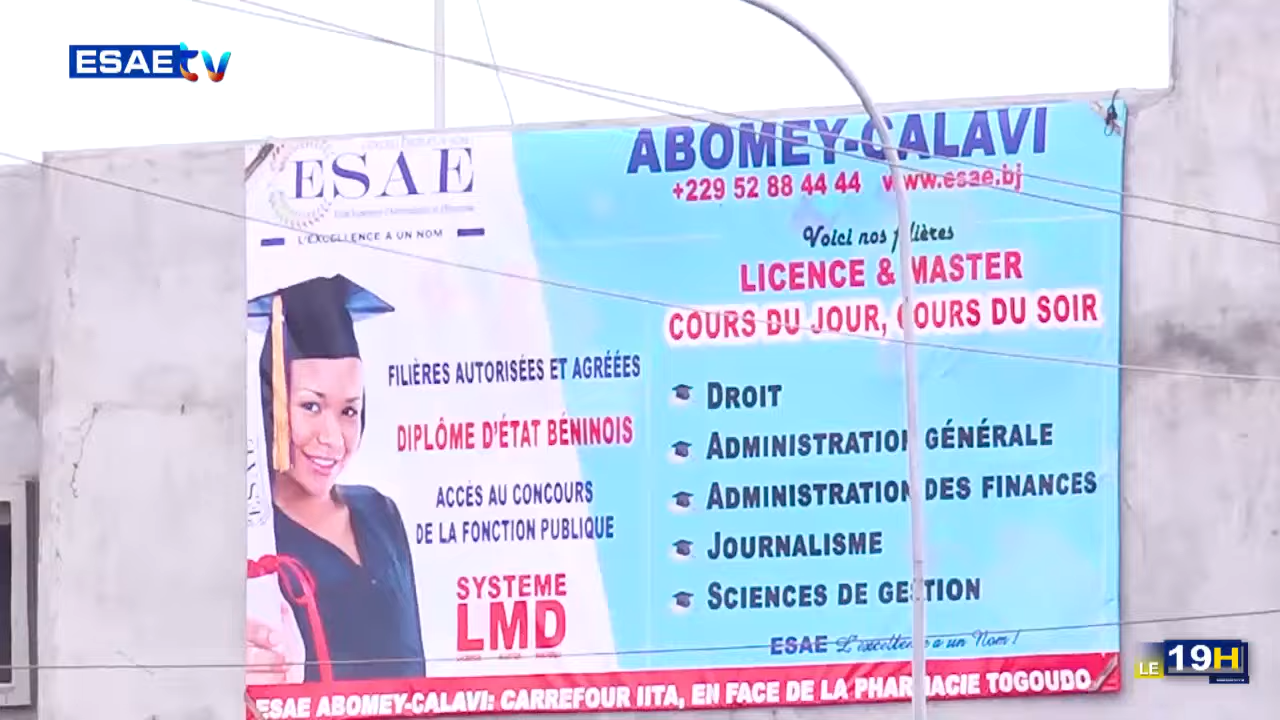 ESAE tv
ESAE
L'EXCELLENCE A UN NOM
ABOMEY-CALAVI
+229 52 88 44 44 www.esae.bj
Voici nos filières
LICENCE & MASTER
COURS DU JOUR, COURS DU SOIR
FILIÈRES AUTORISÉES ET AGRÉÉES
DIPLÔME D'ÉTAT BÉNINOIS
ACCÈS AU CONCOURS
DE LA FONCTION PUBLIQUE
SYSTEME
LMD
DROIT
ADMINISTRATION GÉNÉRALE
ADMINISTRATION DES FINANCES
JOURNALISME
SCIENCES DE GESTION
ESAE L'excellence a un Nom !
ESAE ABOMEY-CALAVI: CARREFOUR IITA, EN FACE DE LA PHARMACIE TOGOUDO
LE 19H